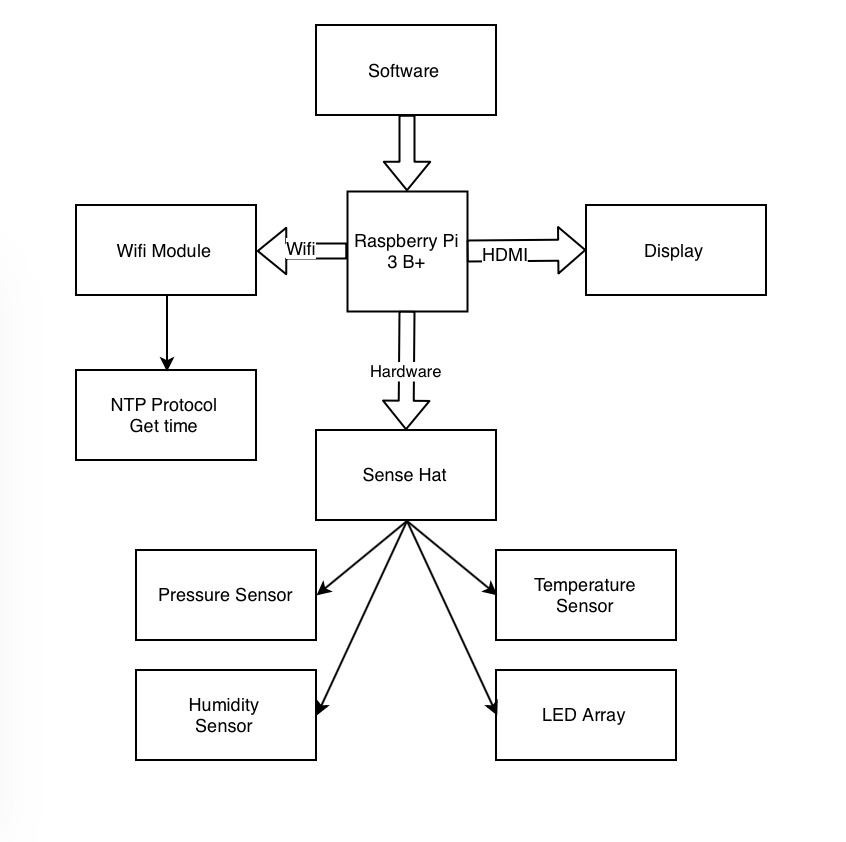 Software
Wifi Module
Wifi
Raspberry Pi
3 B+
HDMI
Display
Hardware
NTP Protocol
Get time
Sense Hat
Pressure Sensor
Temperature
Sensor
Humidity
Sensor
LED Array